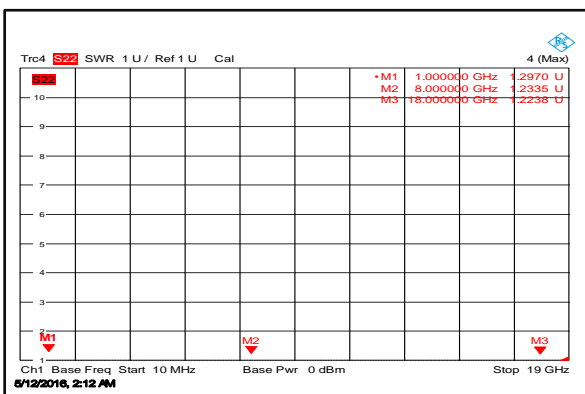 Trc4 S22 SWR 1 U / Ref 1 U Cal 4 (Max)
S22
•M1 1.000000 GHz 1.2970 U
M2 8.000000 GHz 1.2335 U
M3 18.000000 GHz 1.2238 U
10
9
8
7
6
5
4
3
2
M1
M2
M3
1
Ch1 Base Freq Start 10 MHz Base Pwr 0 dBm Stop 19 GHz
5/12/2016, 2:12 AM